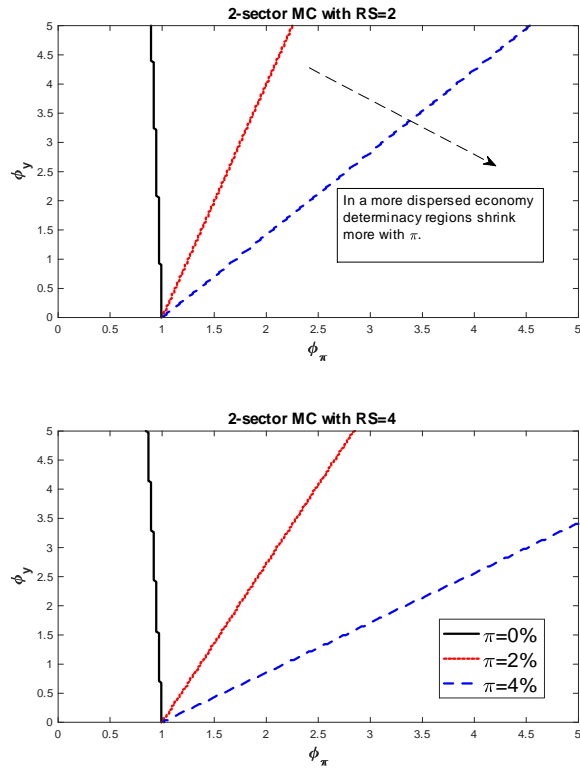 2-sector MC with RS=2
5
4.5
4
3.5
3
2.5
2
1.5
1
0.5
0
ϕy
In a more dispersed economy
determinacy regions shrink
more with π.
0 0.5 1 1.5 2 2.5 3 3.5 4 4.5 5
ϕπ
2-sector MC with RS=4
5
4.5
4
3.5
3
2.5
2
1.5
1
0.5
0
ϕy
π=0%
π=2%
π=4%
0 0.5 1 1.5 2 2.5 3 3.5 4 4.5 5
ϕπ